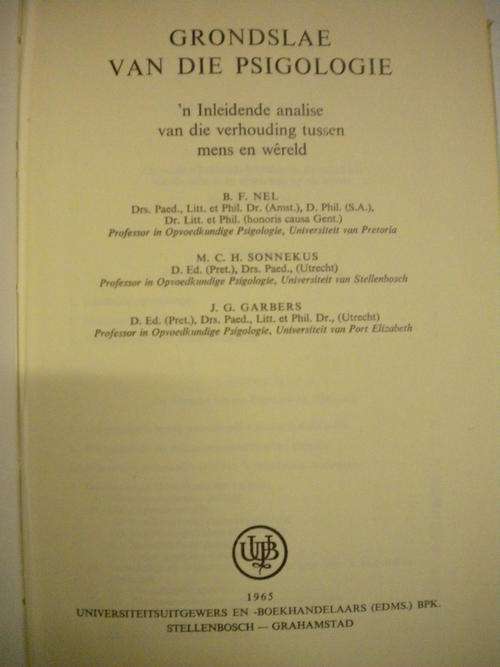 GRONDSLAE
VAN DIE PSIGOLOGIE
'n Inleidende analise
van die verhouding tussen
mens en wêreld
B. F. NEL
Drs. Paed., Litt. et Phil. Dr. (Amst.), D. Phil. (S.A.),
Dr. Litt. et Phil. (honoris causa Gent.)
Professor in Opvoedkundige Psigologie, Universiteit van Pretoria
M. C. H. SONNEKUS
D. Ed. (Pret.), Drs. Paed., (Utrecht)
Professor in Opvoedkundige Psigologie, Universiteit van Stellenbosch
J. G. GARBERS
D. Ed. (Pret.), Drs. Paed., Litt. et Phil. Dr., (Utrecht)
Professor in Opvoedkundige Psigologie, Universiteit van Port Elizabeth
UUB
1965
UNIVERSITEITSUITGEWERS EN -BOEKHANDELAARS (EDMS.) BPK.
STELLENBOSCH — GRAHAMSTAD